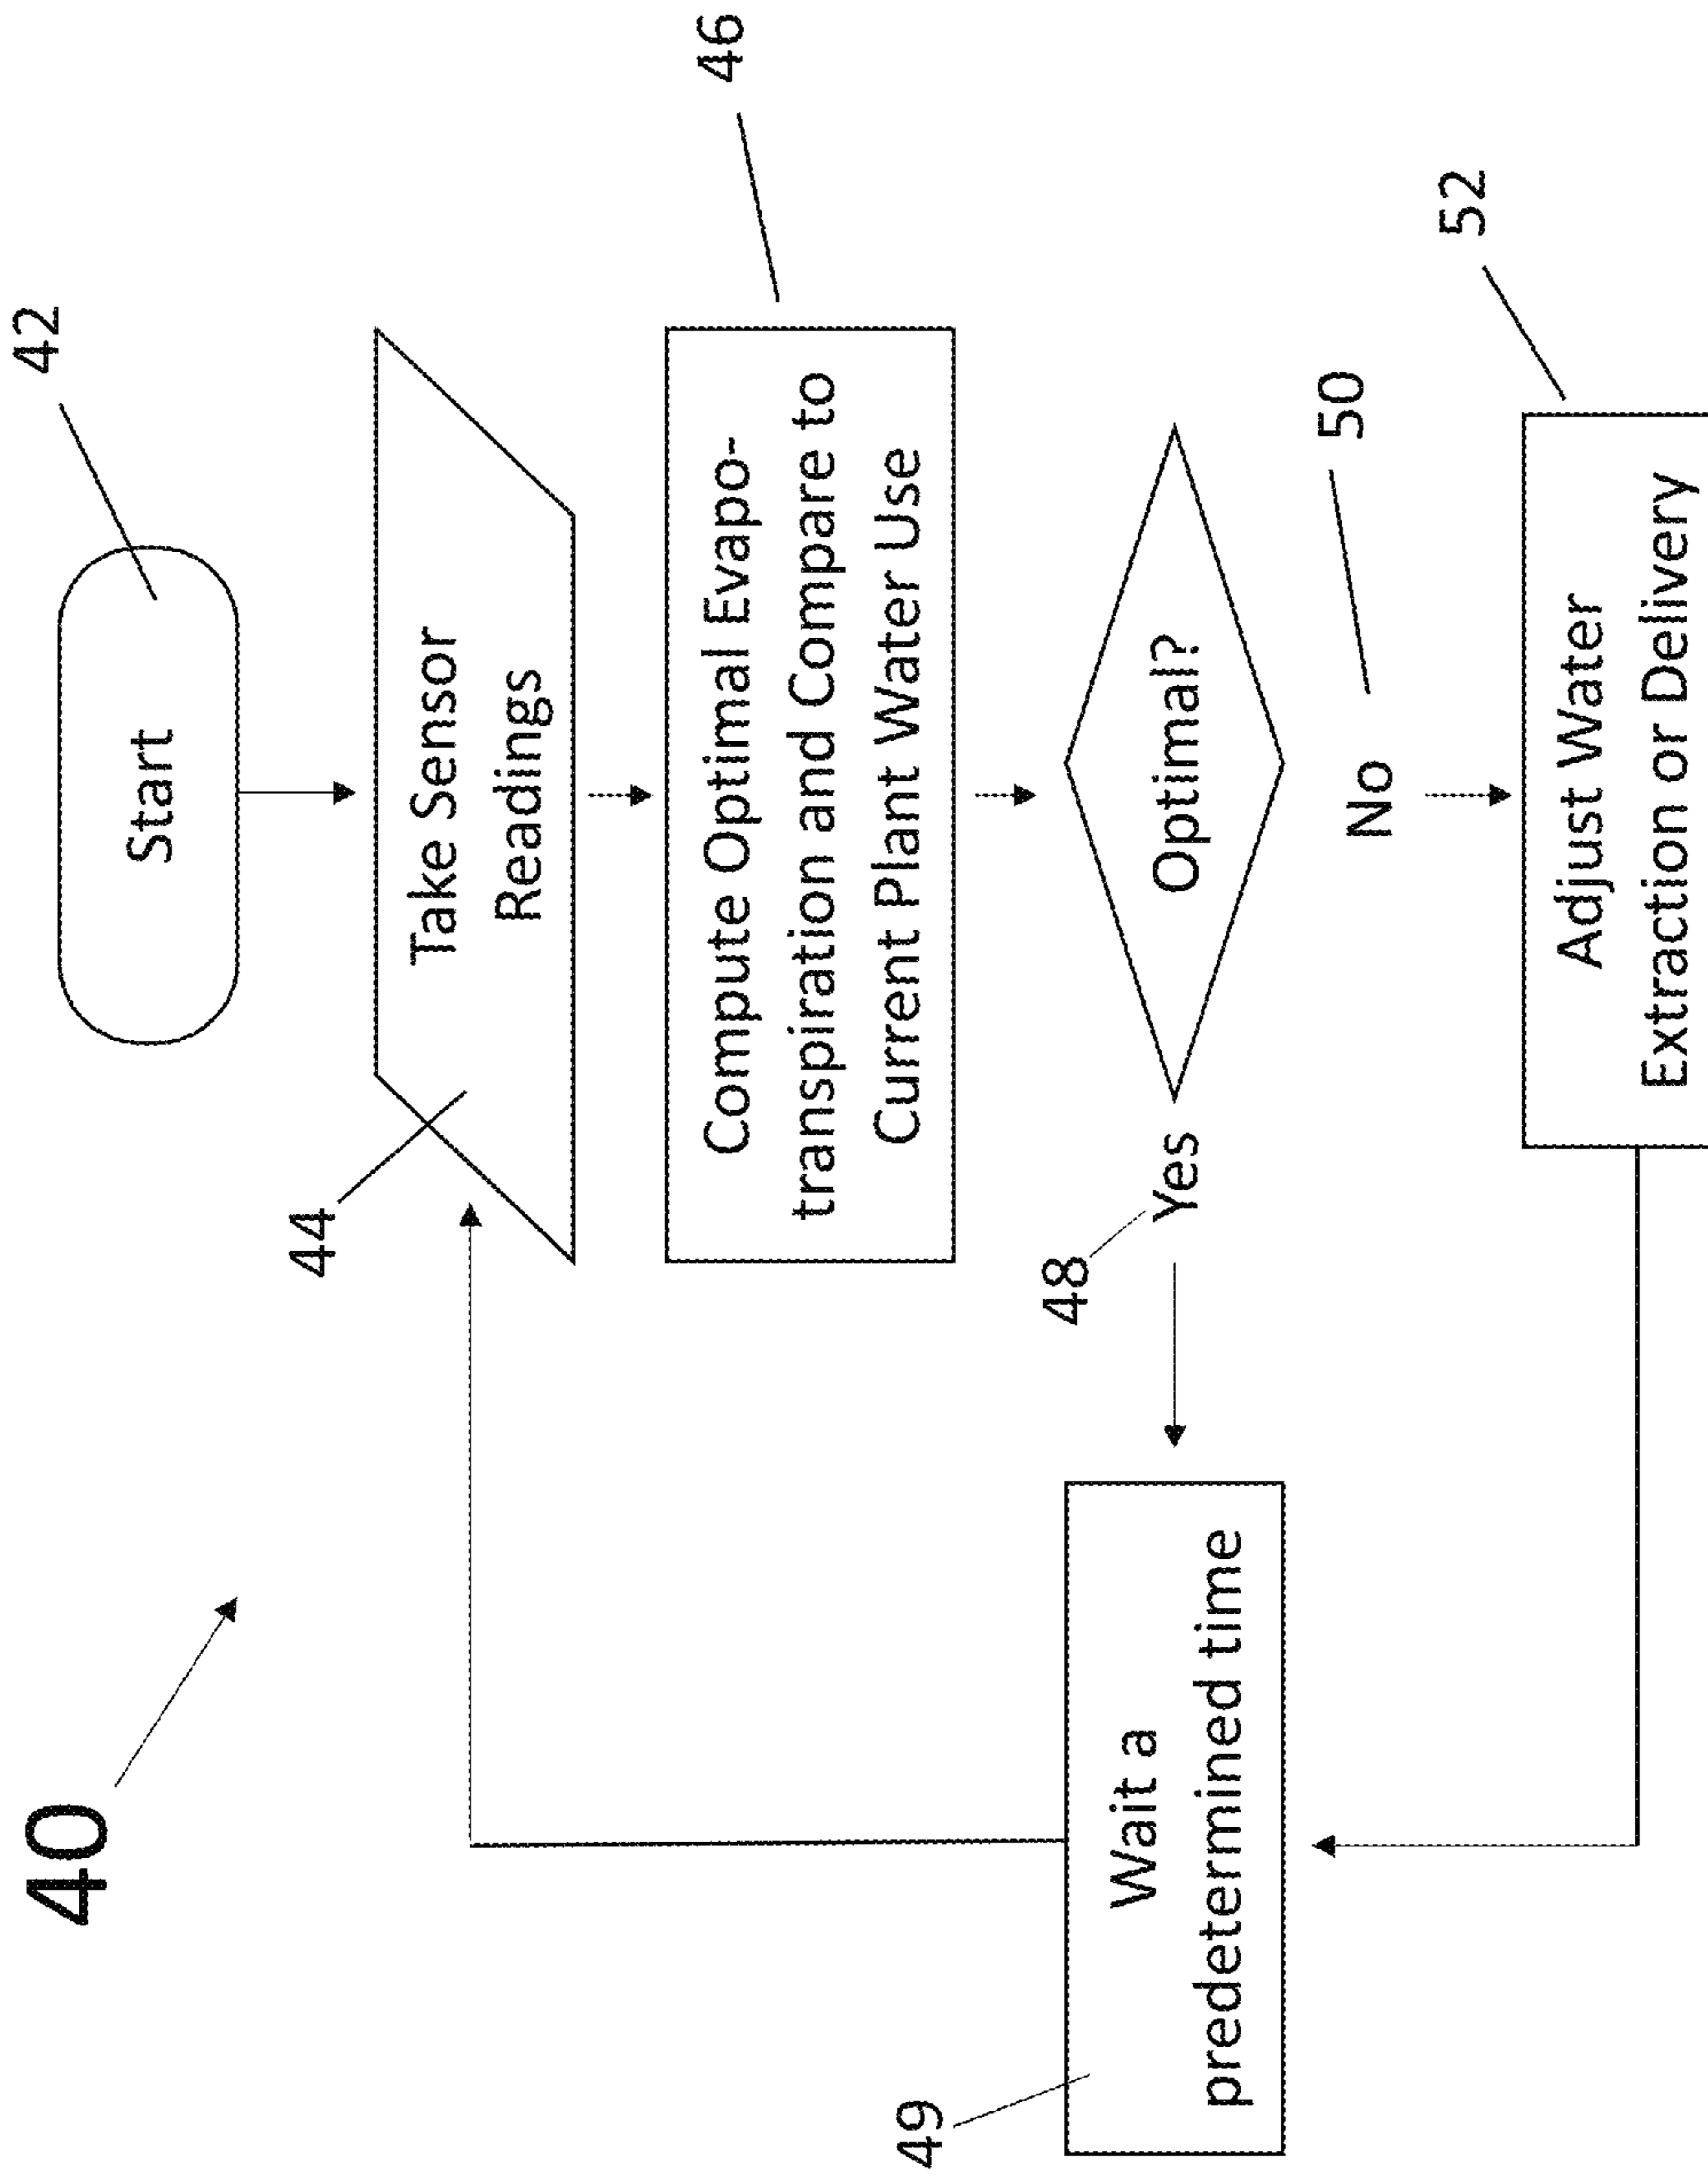 40
42
Start
44
Take Sensor
Readings
46
Compute Optimal Evapo-
transpiration and Compare to
Current Plant Water Use
Optimal?
48
Yes
49
Wait a
predetermined time
50
No
52
Adjust Water
Extraction or Delivery